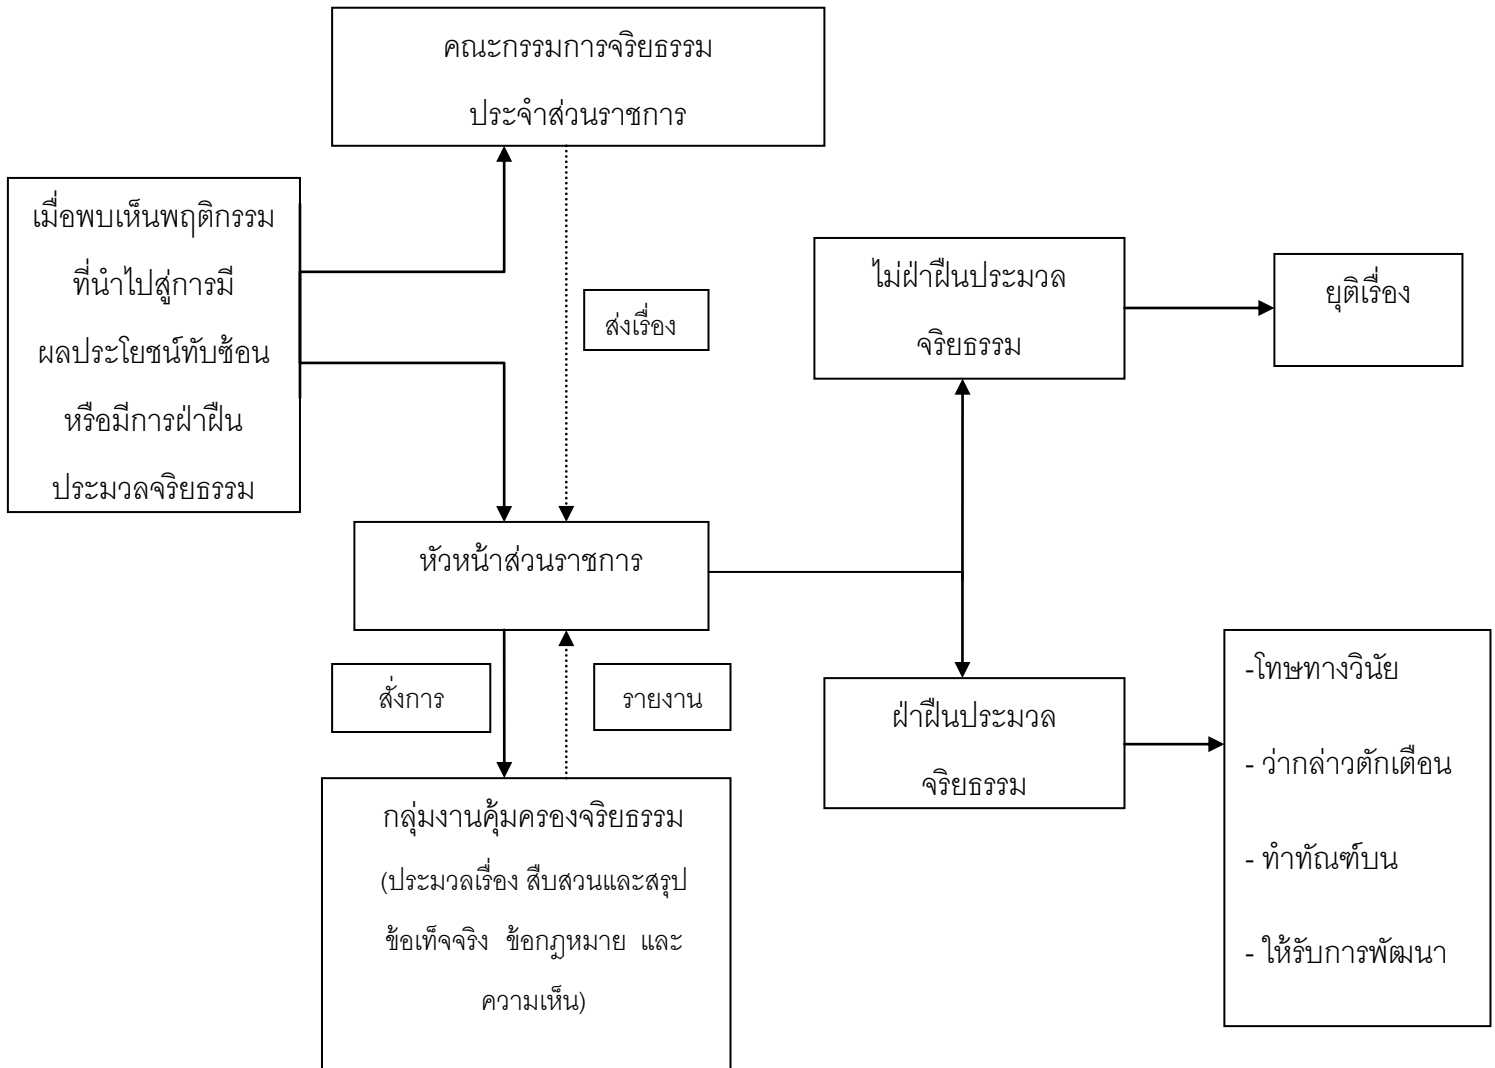 คณะกรรมการจริยธรรม
ประจำส่วนราชการ
เมื่อพบเห็นพฤติกรรม
ที่นำไปสู่การมี
ผลประโยชน์ทับซ้อน
หรือมีการฝ่าฝืน
ประมวลจริยธรรม
ส่งเรื่อง
ไม่ฝ่าฝืนประมวล
จริยธรรม
ยุติเรื่อง
หัวหน้าส่วนราชการ
สั่งการ
รายงาน
ฝ่าฝืนประมวล
จริยธรรม
-โทษทางวินัย
- ว่ากล่าวตักเตือน
- ทำทัณฑ์บน
- ให้รับการพัฒนา
กลุ่มงานคุ้มครองจริยธรรม
(ประมวลเรื่อง สืบสวนและสรุป
ข้อเท็จจริง ข้อกฎหมาย และ
ความเห็น)